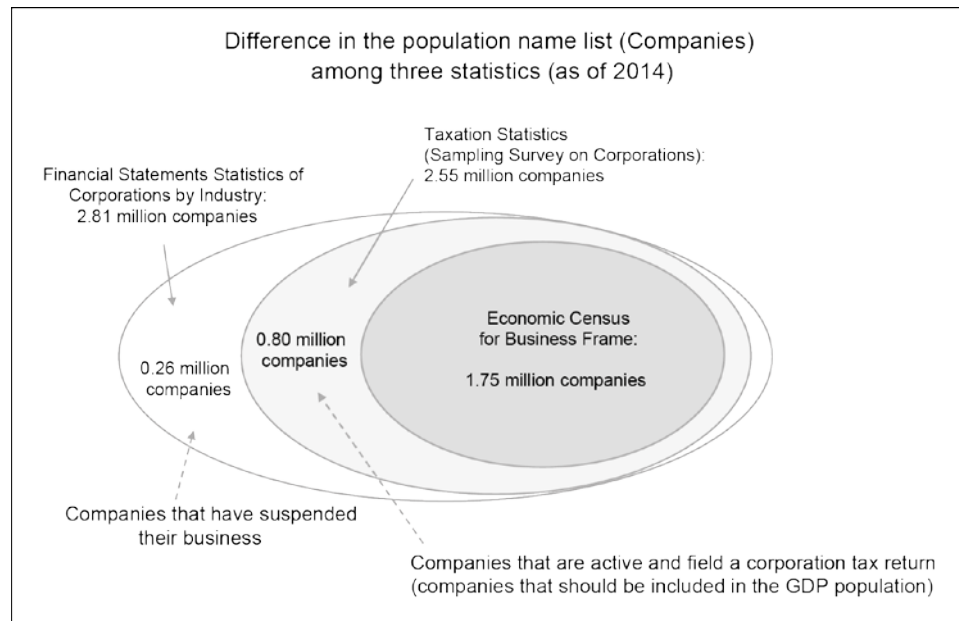 Difference in the population name list (Companies)
among three statistics (as of 2014)
Taxation Statistics
(Sampling Survey on Corporations):
2.55 million companies
Financial Statements Statistics of
Corporations by Industry:
2.81 million companies
Economic Census
for Business Frame:
1.75 million companies
0.80 million
companies
0.26 million
companies
Companies that have suspended
their business
Companies that are active and field a corporation tax return
(companies that should be included in the GDP population)